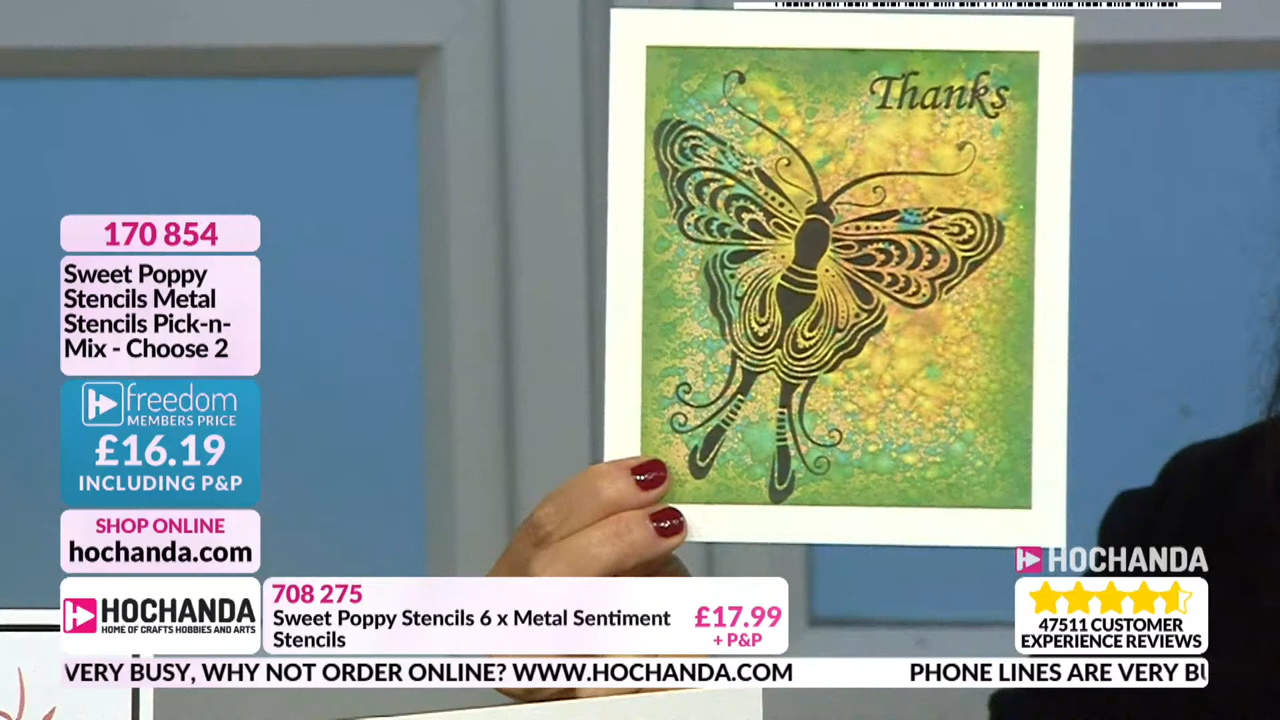 Thanks
170 854
Sweet Poppy
Stencils Metal
Stencils Pick-n-
Mix - Choose 2
freedom
MEMBERS PRICE
£16.19
INCLUDING P&P
SHOP ONLINE
hochanda.com
HOCHANDA
HOME OF CRAFTS HOBBIES AND ARTS
708 275
Sweet Poppy Stencils 6 x Metal Sentiment
Stencils
£17.99
+ P&P
HOCHANDA
47511 CUSTOMER
EXPERIENCE REVIEWS
VERY BUSY, WHY NOT ORDER ONLINE? WWW.HOCHANDA.COM
PHONE LINES ARE VERY BU